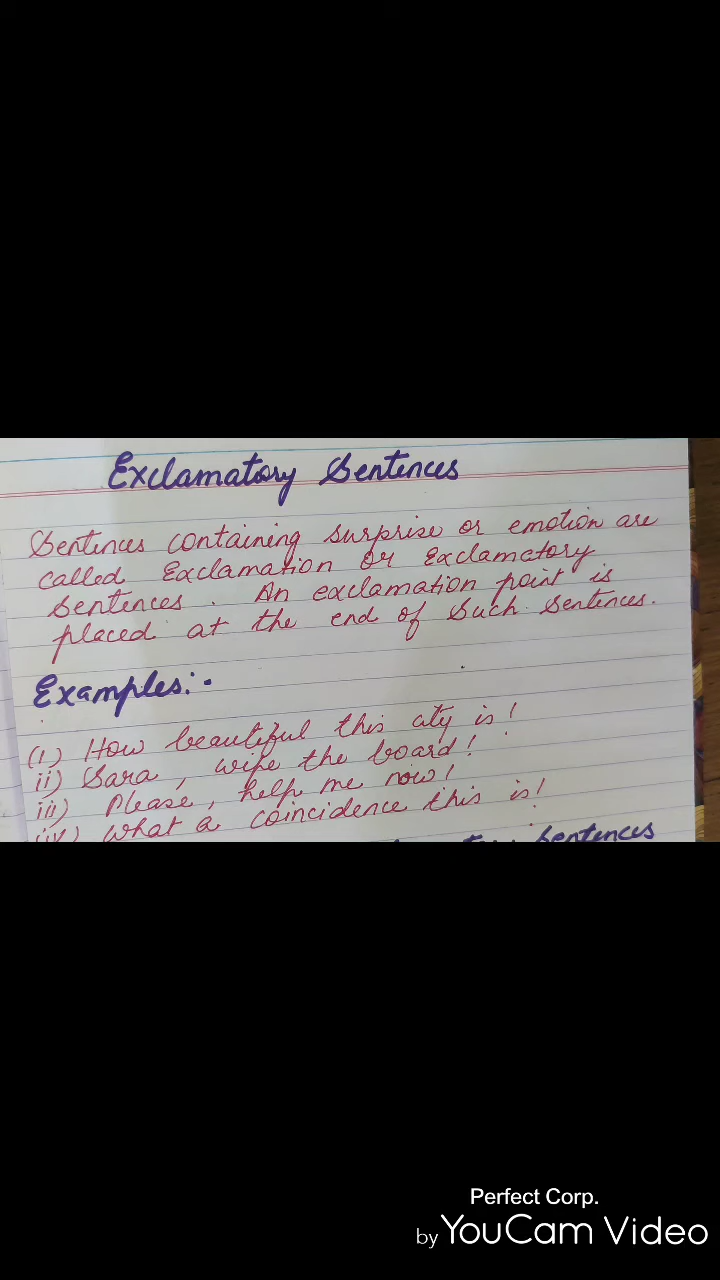 Exclamatory Sentences
Sentences containing surprise or emotion are
called Exclamation or Exclamatory
Sentences. An exclamation point is
placed at the end of such sentences.
Examples:-
(i) How beautiful this city is!
ii) Sara, wipe the board!
iii) Please, help me now!
iv) What a coincidence this is!
Sentences
Perfect Corp.
by YouCam Video